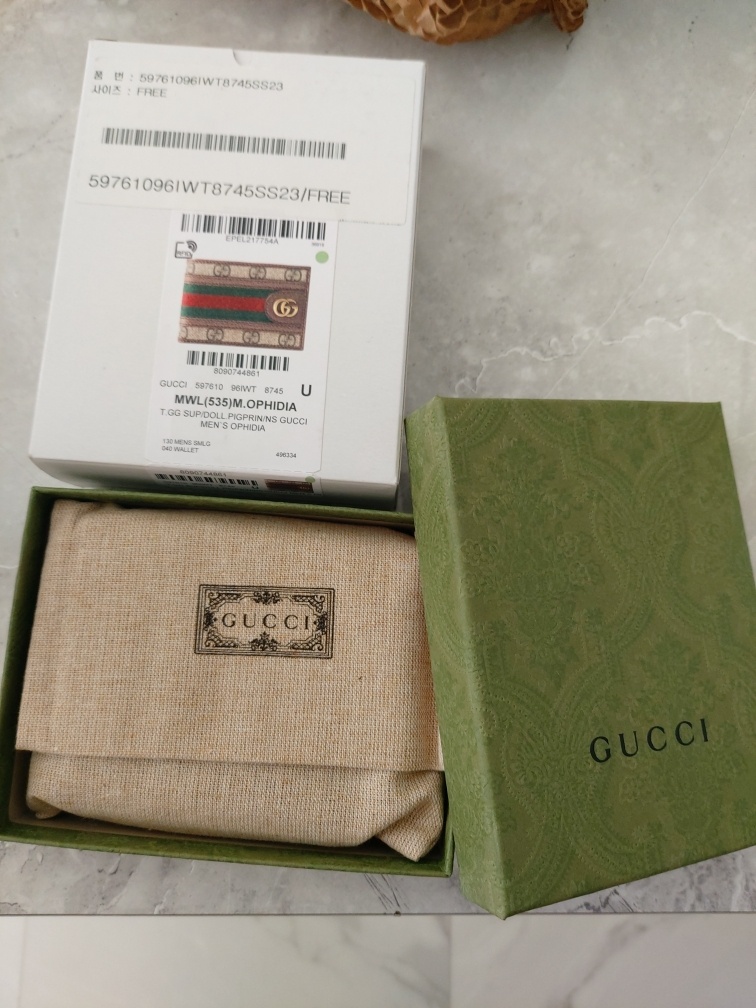 품 번 : 59761096IWT8745SS23
사이즈 : FREE
59761096IWT8745SS23/FREE
EPEL217754A
8090744861
GUCCI 597610 96IWT 8745 U
MWL(535)M.OPHIDIA
T.GG SUP/DOLL.PIGPRIN/NS GUCCI
MEN'S OPHIDIA
130 MENS SMLG
040 WALLET 496334
8090744861
GUCCI
GUCCI